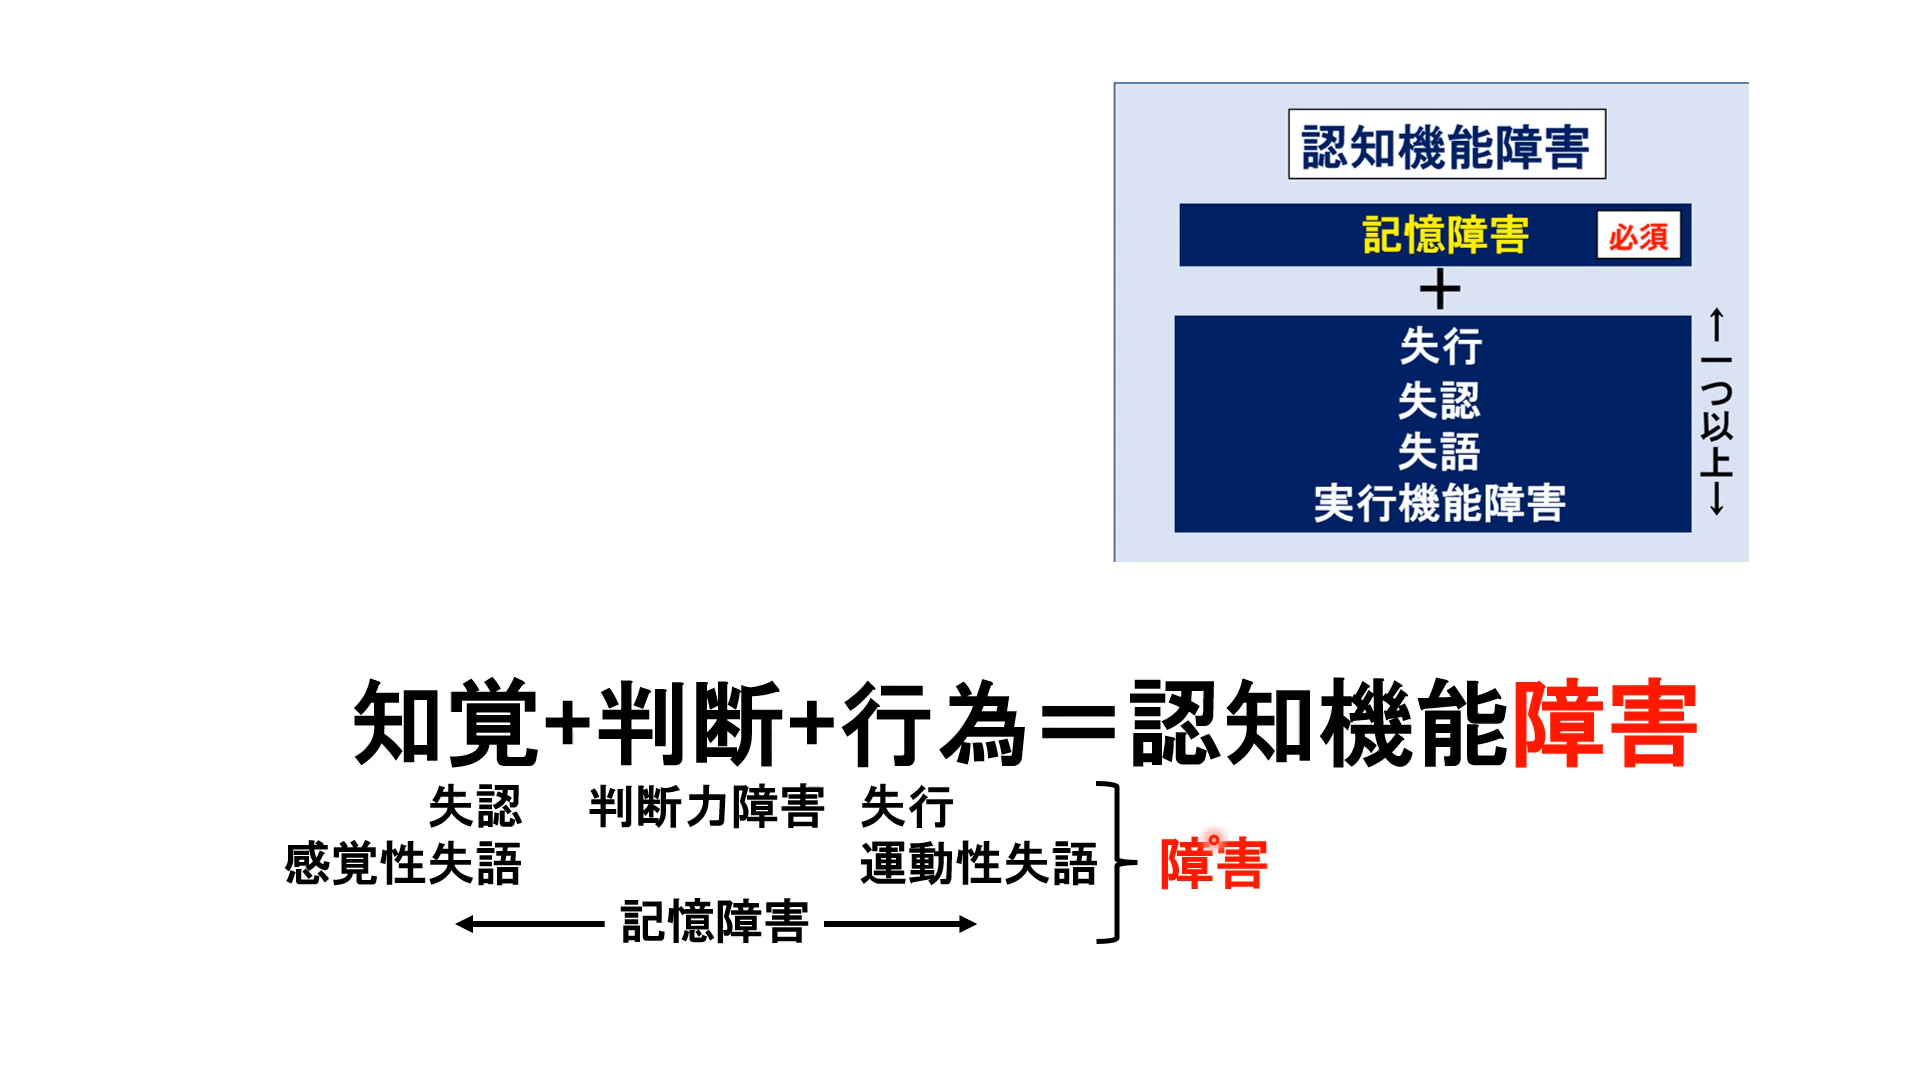 認知機能障害
記憶障害 必須
+
失行
失認
失語
実行機能障害
←一つ以上→
知覚+判断+行為=認知機能障害
失認 判断力障害 失行
感覚性失語 運動性失語
障害
記憶障害